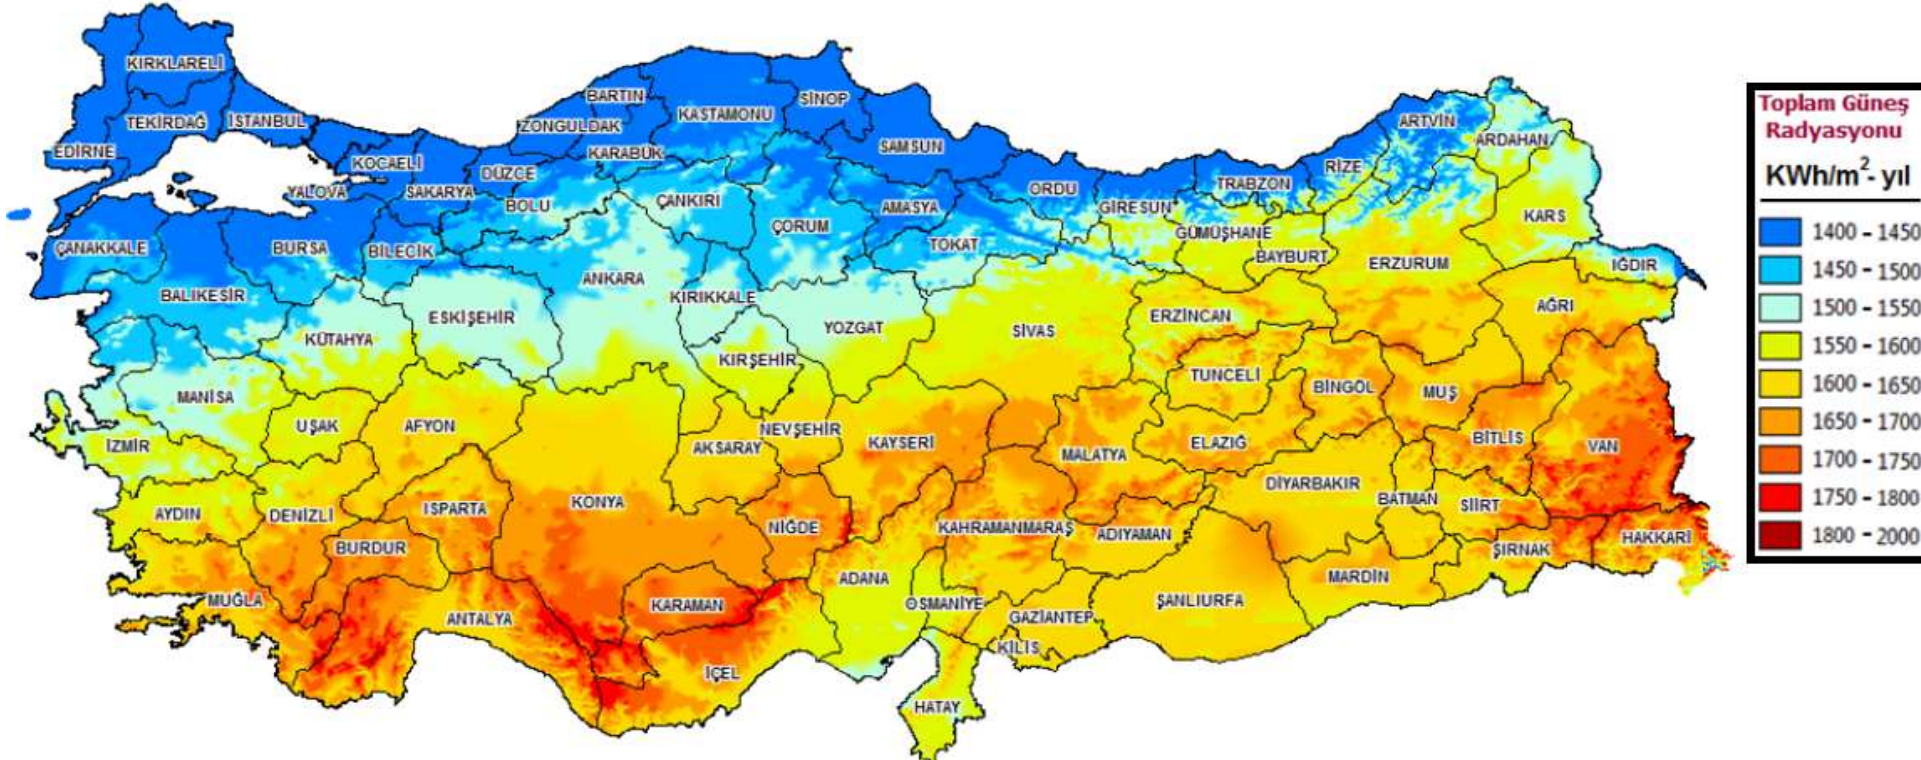 KIRKLARELİ
TEKİRDAĞ
İSTANBUL
EDİRNE
KOCAELİ
YALOVA
SAKARYA
DÜZCE
ZONGULDAK
BARTIN
KARABÜK
KASTAMONU
SİNOP
SAMSUN
BOLU
ÇANKIRI
ÇORUM
AMASYA
TOKAT
ORDU
GİRESUN
TRABZON
RİZE
ARTVİN
ARDAHAN
KARS
GÜMÜŞHANE
BAYBURT
ERZURUM
IĞDIR
AĞRI
ÇANAKKALE
BURSA
BİLECİK
BALIKESİR
KÜTAHYA
ESKİŞEHİR
ANKARA
KIRIKKALE
YOZGAT
KIRŞEHİR
SİVAS
ERZİNCAN
TUNCELİ
BİNGÖL
MUŞ
MANİSA
UŞAK
AFYON
İZMİR
AKSARAY
NEVŞEHİR
KAYSERİ
MALATYA
ELAZIĞ
BİTLİS
VAN
AYDIN
DENİZLİ
ISPARTA
BURDUR
KONYA
NİĞDE
KAHRAMANMARAŞ
ADIYAMAN
DİYARBAKIR
BATMAN
SİİRT
ŞIRNAK
HAKKARİ
MARDİN
ŞANLIURFA
GAZİANTEP
KİLİS
OSMANİYE
ADANA
HATAY
İÇEL
KARAMAN
ANTALYA
MUĞLA
Toplam Güneş
Radyasyonu
KWh/m²- yıl
1400 - 1450
1450 - 1500
1500 - 1550
1550 - 1600
1600 - 1650
1650 - 1700
1700 - 1750
1750 - 1800
1800 - 2000